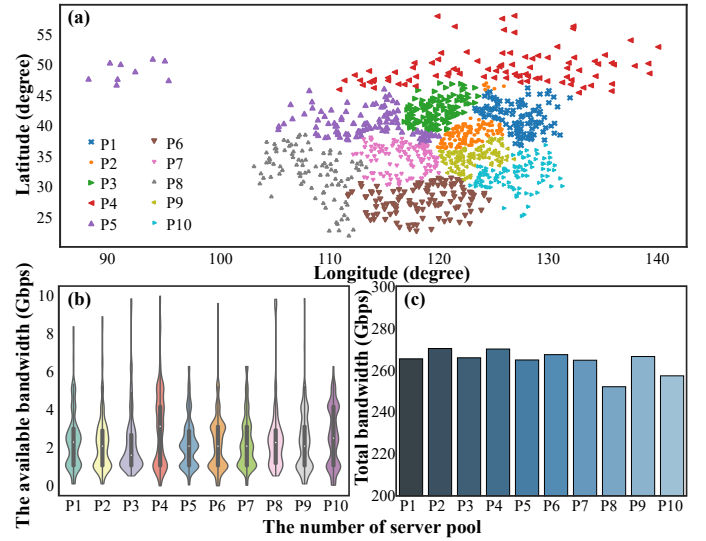 (a)
55
50
45
40
35
30
25
Latitude (degree)
P1 P6
P2 P7
P3 P8
P4 P9
P5 P10
90 100 110 120 130 140
Longitude (degree)
(b)
10
8
6
4
2
0
The available bandwidth (Gbps)
P1 P2 P3 P4 P5 P6 P7 P8 P9 P10
(c)
300
280
260
240
220
200
Total bandwidth (Gbps)
P1 P2 P3 P4 P5 P6 P7 P8 P9 P10
The number of server pool